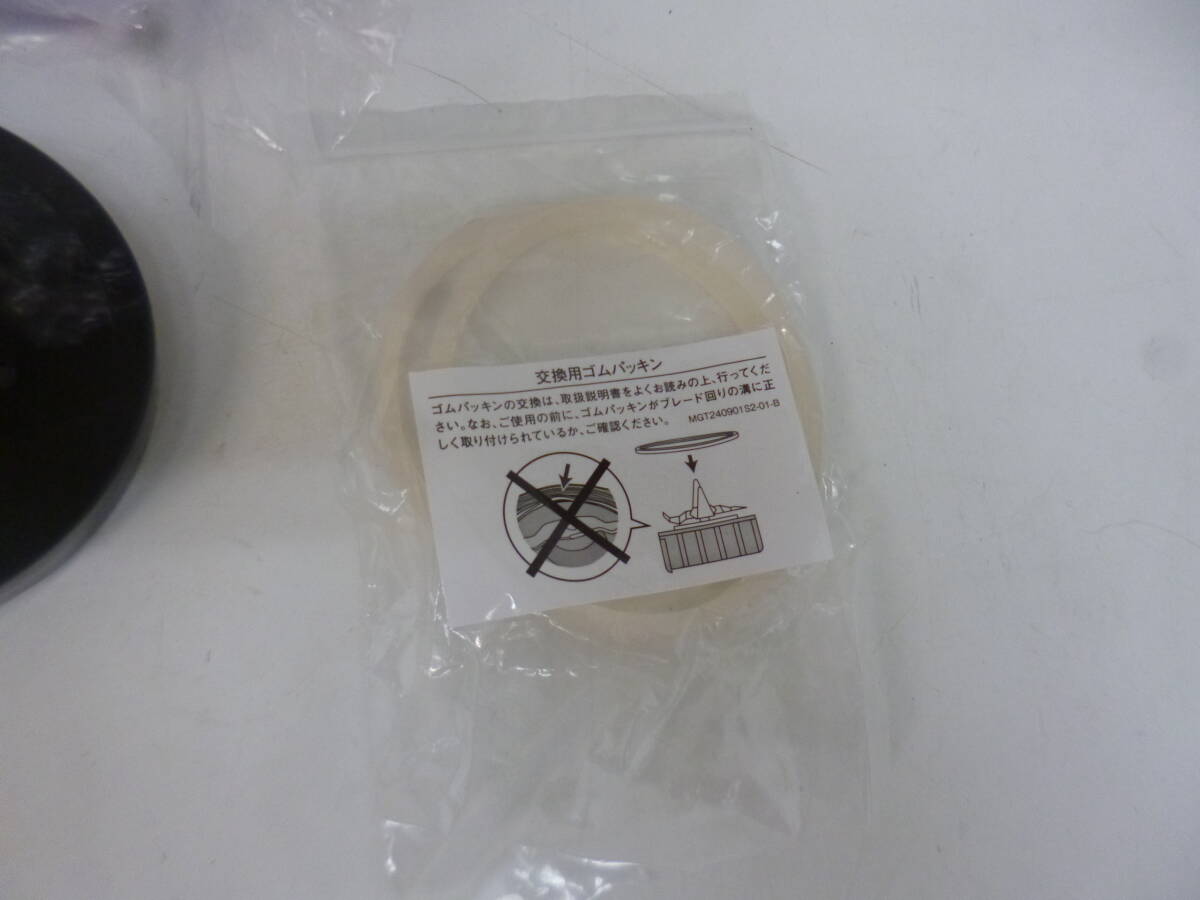 交換用ゴムパッキン
ゴムパッキンの交換は、取扱説明書をよくお読みの上、行ってくだ
さい。なお、ご使用の前に、ゴムパッキンがブレード回りの溝に正
しく取り付けられているか、ご確認ください。 MGT240901S2-01-B